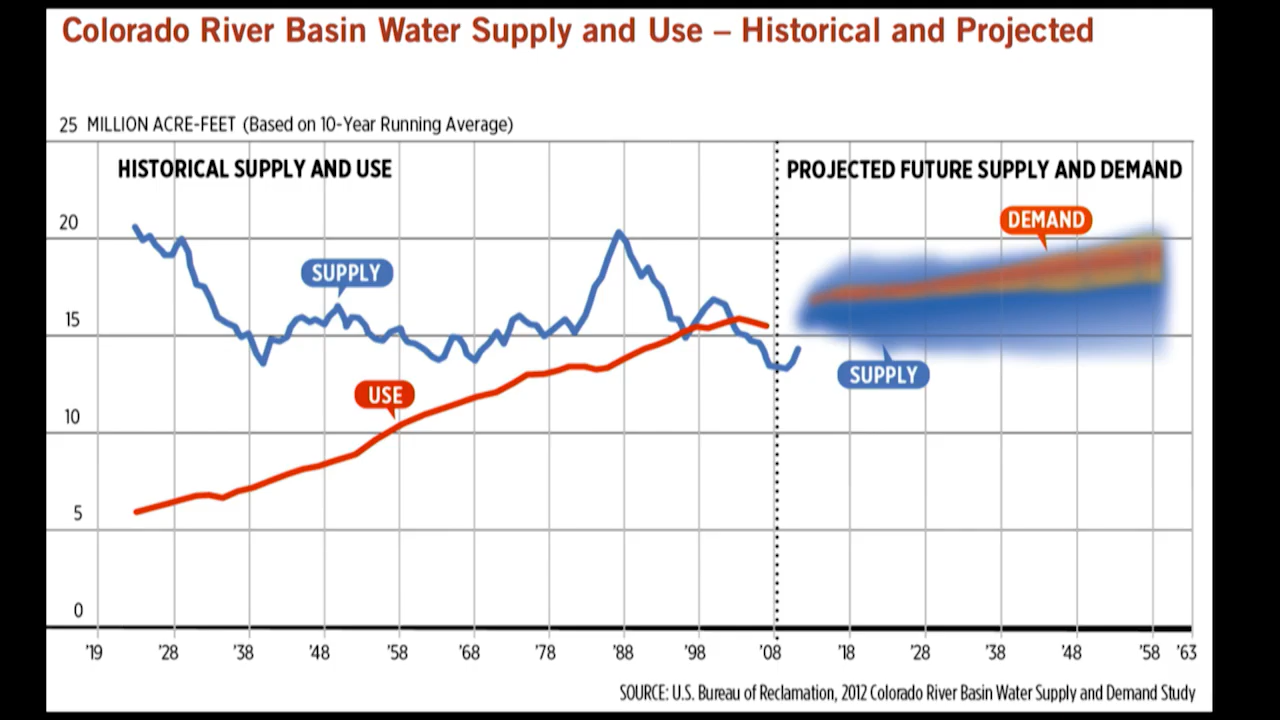 Colorado River Basin Water Supply and Use – Historical and Projected
25 MILLION ACRE-FEET (Based on 10-Year Running Average)
HISTORICAL SUPPLY AND USE
PROJECTED FUTURE SUPPLY AND DEMAND
20
DEMAND
SUPPLY
15
SUPPLY
USE
10
5
0
'19 '28 '38 '48 '58 '68 '78 '88 '98 '08 '18 '28 '38 '48 '58 '63
SOURCE: U.S. Bureau of Reclamation, 2012 Colorado River Basin Water Supply and Demand Study